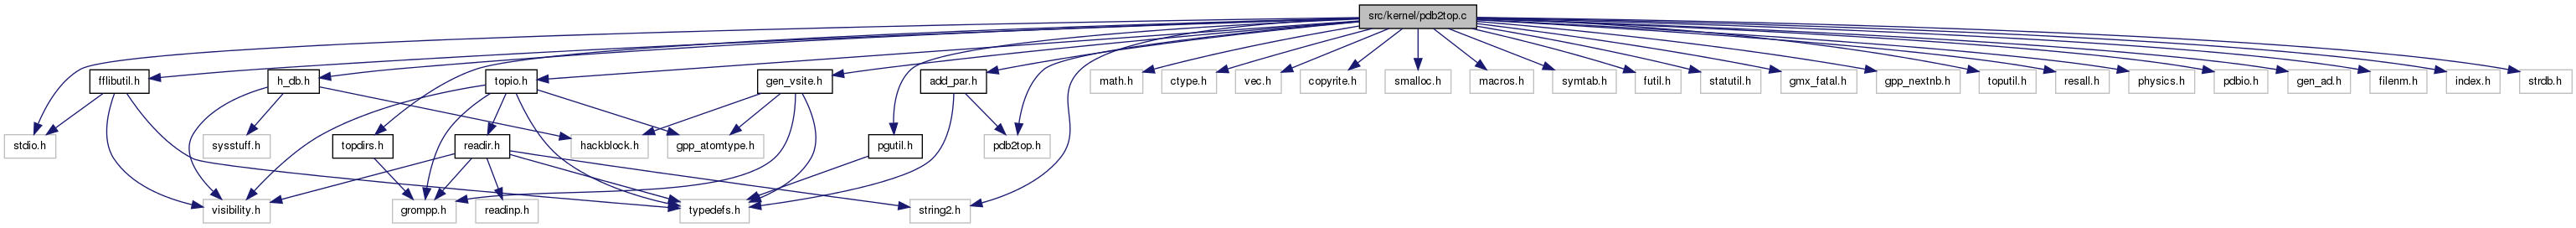 src/kernel/pdb2top.c
fflibutil.h
h_db.h
topio.h
gen_vsite.h
add_par.h
math.h
ctype.h
vec.h
copyrite.h
smalloc.h
macros.h
symtab.h
futil.h
statutil.h
gmx_fatal.h
gpp_nextnb.h
toputil.h
resall.h
physics.h
pdbio.h
gen_ad.h
filenm.h
index.h
strdb.h
stdio.h
sysstuff.h
topdirs.h
readir.h
hackblock.h
gpp_atomtype.h
pgutil.h
pdb2top.h
visibility.h
grompp.h
readinp.h
typedefs.h
string2.h